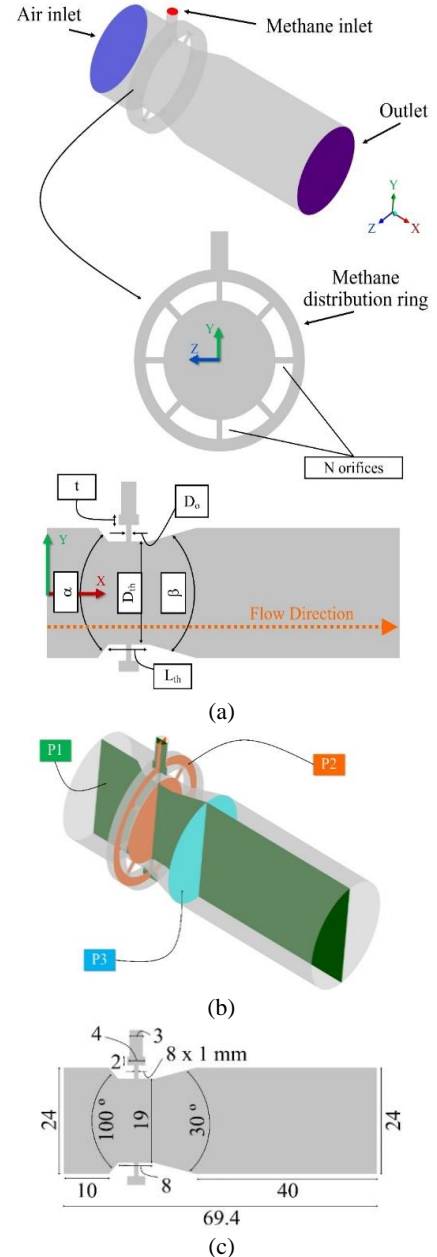 Air inlet
Methane inlet
Outlet
Y
Z
X
Methane
distribution ring
Y
Z
N orifices
t
Dₒ
Y
X
α
Dₜₕ
β
Flow Direction
Lₜₕ
(a)
P1
P2
P3
(b)
3
4
2
8 x 1 mm
24
100 º
19
30 º
24
10
8
40
69.4
(c)